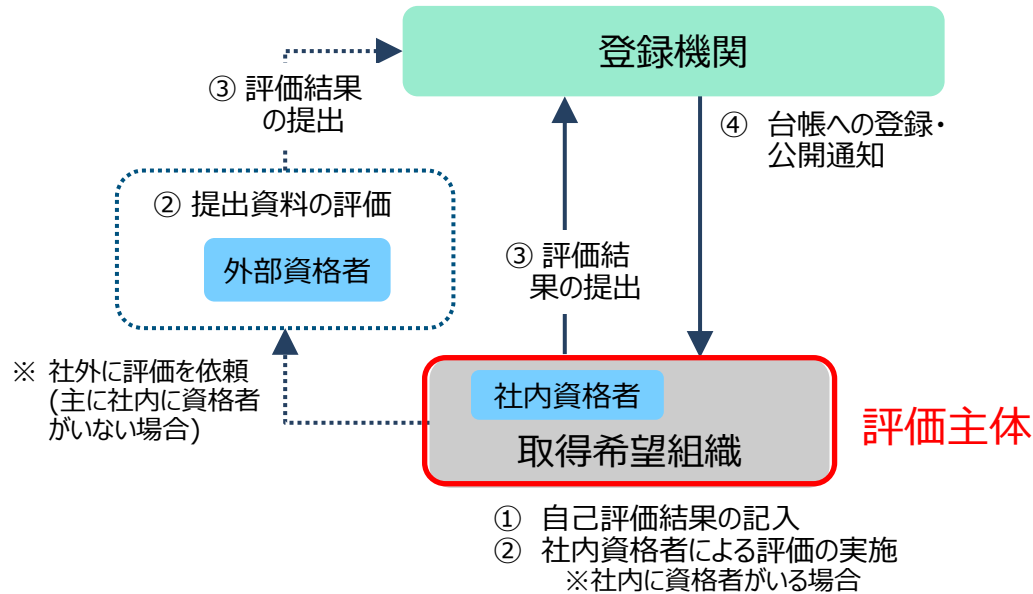 登録機関
③ 評価結果
の提出
④ 台帳への登録・
公開通知
② 提出資料の評価
外部資格者
③ 評価結
果の提出
※ 社外に評価を依頼
(主に社内に資格者
がいない場合)
社内資格者
取得希望組織
評価主体
① 自己評価結果の記入
② 社内資格者による評価の実施
※社内に資格者がいる場合